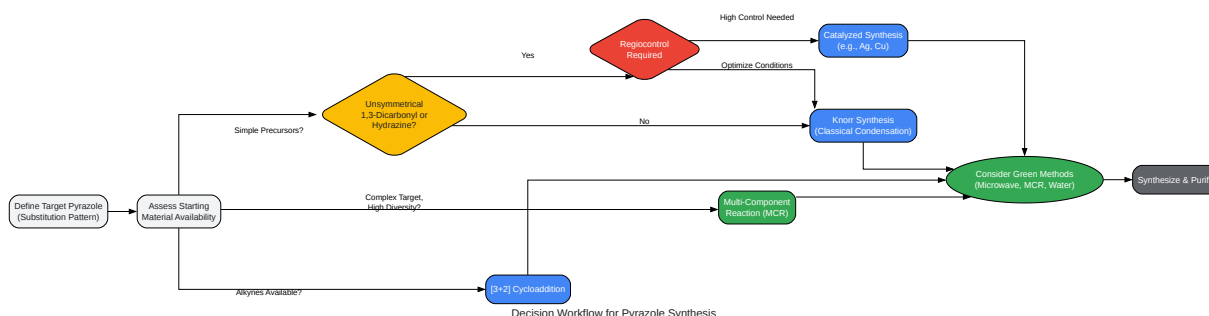 High Control Needed
Regiocontrol
Required
Catalyzed Synthesis
(e.g., Ag, Cu)
Yes
Optimize Conditions
Unsymmetrical
1,3-Dicarbonyl or
Hydrazine?
Simple Precursors?
No
Knorr Synthesis
(Classical Condensation)
Consider Green Methods
(Microwave, MCR, Water)
Synthesize & Purif
Define Target Pyrazole
(Substitution Pattern)
Assess Starting
Material Availability
Complex Target,
High Diversity?
Multi-Component
Reaction (MCR)
Alkynes Available?
[3+2] Cycloaddition
Decision Workflow for Pyrazole Synthesis